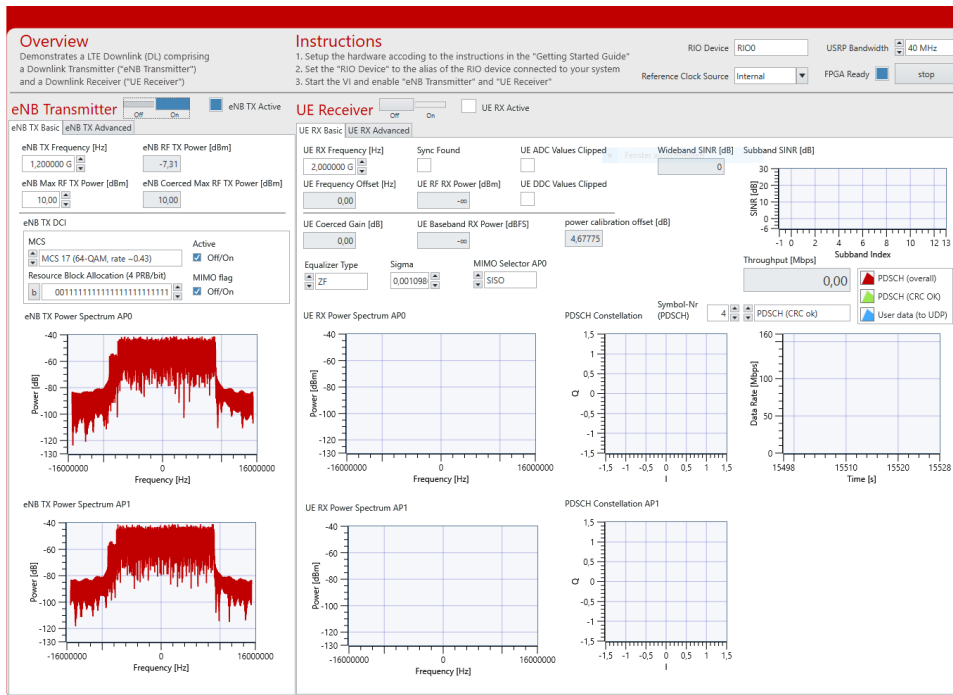 Overview
Demonstrates a LTE Downlink (DL) comprising
a Downlink Transmitter ("eNB Transmitter")
and a Downlink Receiver ("UE Receiver")
Instructions
1. Setup the hardware accoding to the instructions in the "Getting Started Guide"
2. Set the "RIO Device" to the alias of the RIO device connected to your system
3. Start the VI and enable "eNB Transmitter" and "UE Receiver"
RIO Device RIO0
USRP Bandwidth 40 MHz
Reference Clock Source Internal
FPGA Ready stop
eNB Transmitter Off On eNB TX Active
eNB TX Basic eNB TX Advanced
eNB TX Frequency [Hz] eNB RF TX Power [dBm]
1,200000 G -7,31
eNB Max RF TX Power [dBm] eNB Coerced Max RF TX Power [dBm]
10,00 10,00
eNB TX DCI
MCS Active
MCS 17 (64-QAM, rate ~0.43) Off/On
Resource Block Allocation (4 PRB/bit) MIMO flag
b 00111111111111111111111 Off/On
eNB TX Power Spectrum AP0
Power [dB]
-40
-60
-80
-100
-120
-130
-16000000 0 16000000
Frequency [Hz]
eNB TX Power Spectrum AP1
Power [dB]
-40
-60
-80
-100
-120
-130
-16000000 0 16000000
Frequency [Hz]
UE Receiver Off On UE RX Active
UE RX Basic UE RX Advanced
UE RX Frequency [Hz] Sync Found UE ADC Values Clipped Wideband SINR [dB]
2,000000 G 0
UE Frequency Offset [Hz] UE RF RX Power [dBm] UE DDC Values Clipped
0,00 -∞
UE Coerced Gain [dB] UE Baseband RX Power [dBFS] power calibration offset [dB]
0,00 -∞ 4,67775
Equalizer Type Sigma MIMO Selector AP0
ZF 0,001098 SISO
Subband SINR [dB]
SINR [dB]
30
20
10
0
-6
-1 0 2 4 6 8 10 12 13
Subband Index
Throughput [Mbps]
0,00
PDSCH (overall)
PDSCH (CRC OK)
User data (to UDP)
Symbol-Nr
(PDSCH) 4 PDSCH (CRC ok)
UE RX Power Spectrum AP0
Power [dBm]
-40
-60
-80
-100
-120
-130
-16000000 0 16000000
Frequency [Hz]
PDSCH Constellation AP0
Q
1,5
1
0,5
0
-0,5
-1
-1,5
-1,5 -1 -0,5 0 0,5 1 1,5
I
Data Rate [Mbps]
160
100
50
0
15498 15510 15520 15528
Time [s]
UE RX Power Spectrum AP1
Power [dBm]
-40
-60
-80
-100
-120
-130
-16000000 0 16000000
Frequency [Hz]
PDSCH Constellation AP1
Q
1,5
1
0,5
0
-0,5
-1
-1,5
-1,5 -1 -0,5 0 0,5 1 1,5
I